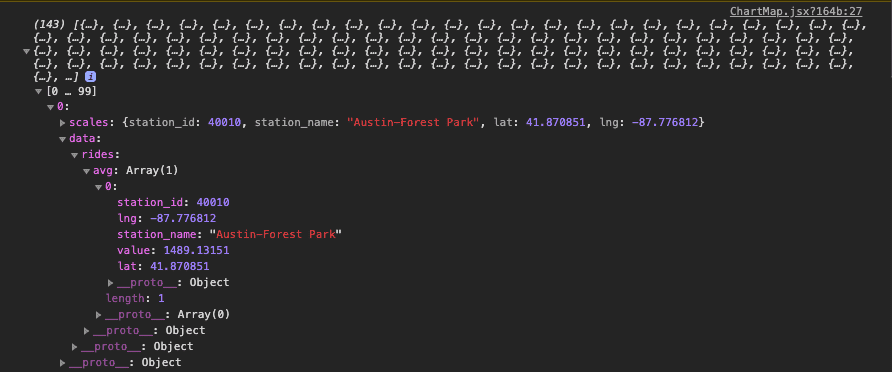 ChartMap.jsx?164b:27
(143) [{…}, {…}, {…}, {…}, {…}, {…}, {…}, {…}, {…}, {…}, {…}, {…}, {…}, {…}, {…}, {…}, {…}, {…}, {…}, {…}, {…}, {…}, {…}, {…},
{…}, {…}, {…}, {…}, {…}, {…}, {…}, {…}, {…}, {…}, {…}, {…}, {…}, {…}, {…}, {…}, {…}, {…}, {…}, {…}, {…}, {…}, {…}, {…}, {…},
{…}, {…}, {…}, {…}, {…}, {…}, {…}, {…}, {…}, {…}, {…}, {…}, {…}, {…}, {…}, {…}, {…}, {…}, {…}, {…}, {…}, {…}, {…}, {…}, {…},
{…}, {…}, {…}, {…}, {…}, {…}, {…}, {…}, {…}, {…}, {…}, {…}, {…}, {…}, {…}, {…}, {…}, {…}, {…}, {…}, {…}, {…}, {…}, {…}, {…},
{…}, …] i
[0 … 99]
0:
scales: {station_id: 40010, station_name: "Austin-Forest Park", lat: 41.870851, lng: -87.776812}
data:
rides:
avg: Array(1)
0:
station_id: 40010
lng: -87.776812
station_name: "Austin-Forest Park"
value: 1489.13151
lat: 41.870851
__proto__: Object
length: 1
__proto__: Array(0)
__proto__: Object
__proto__: Object
__proto__: Object